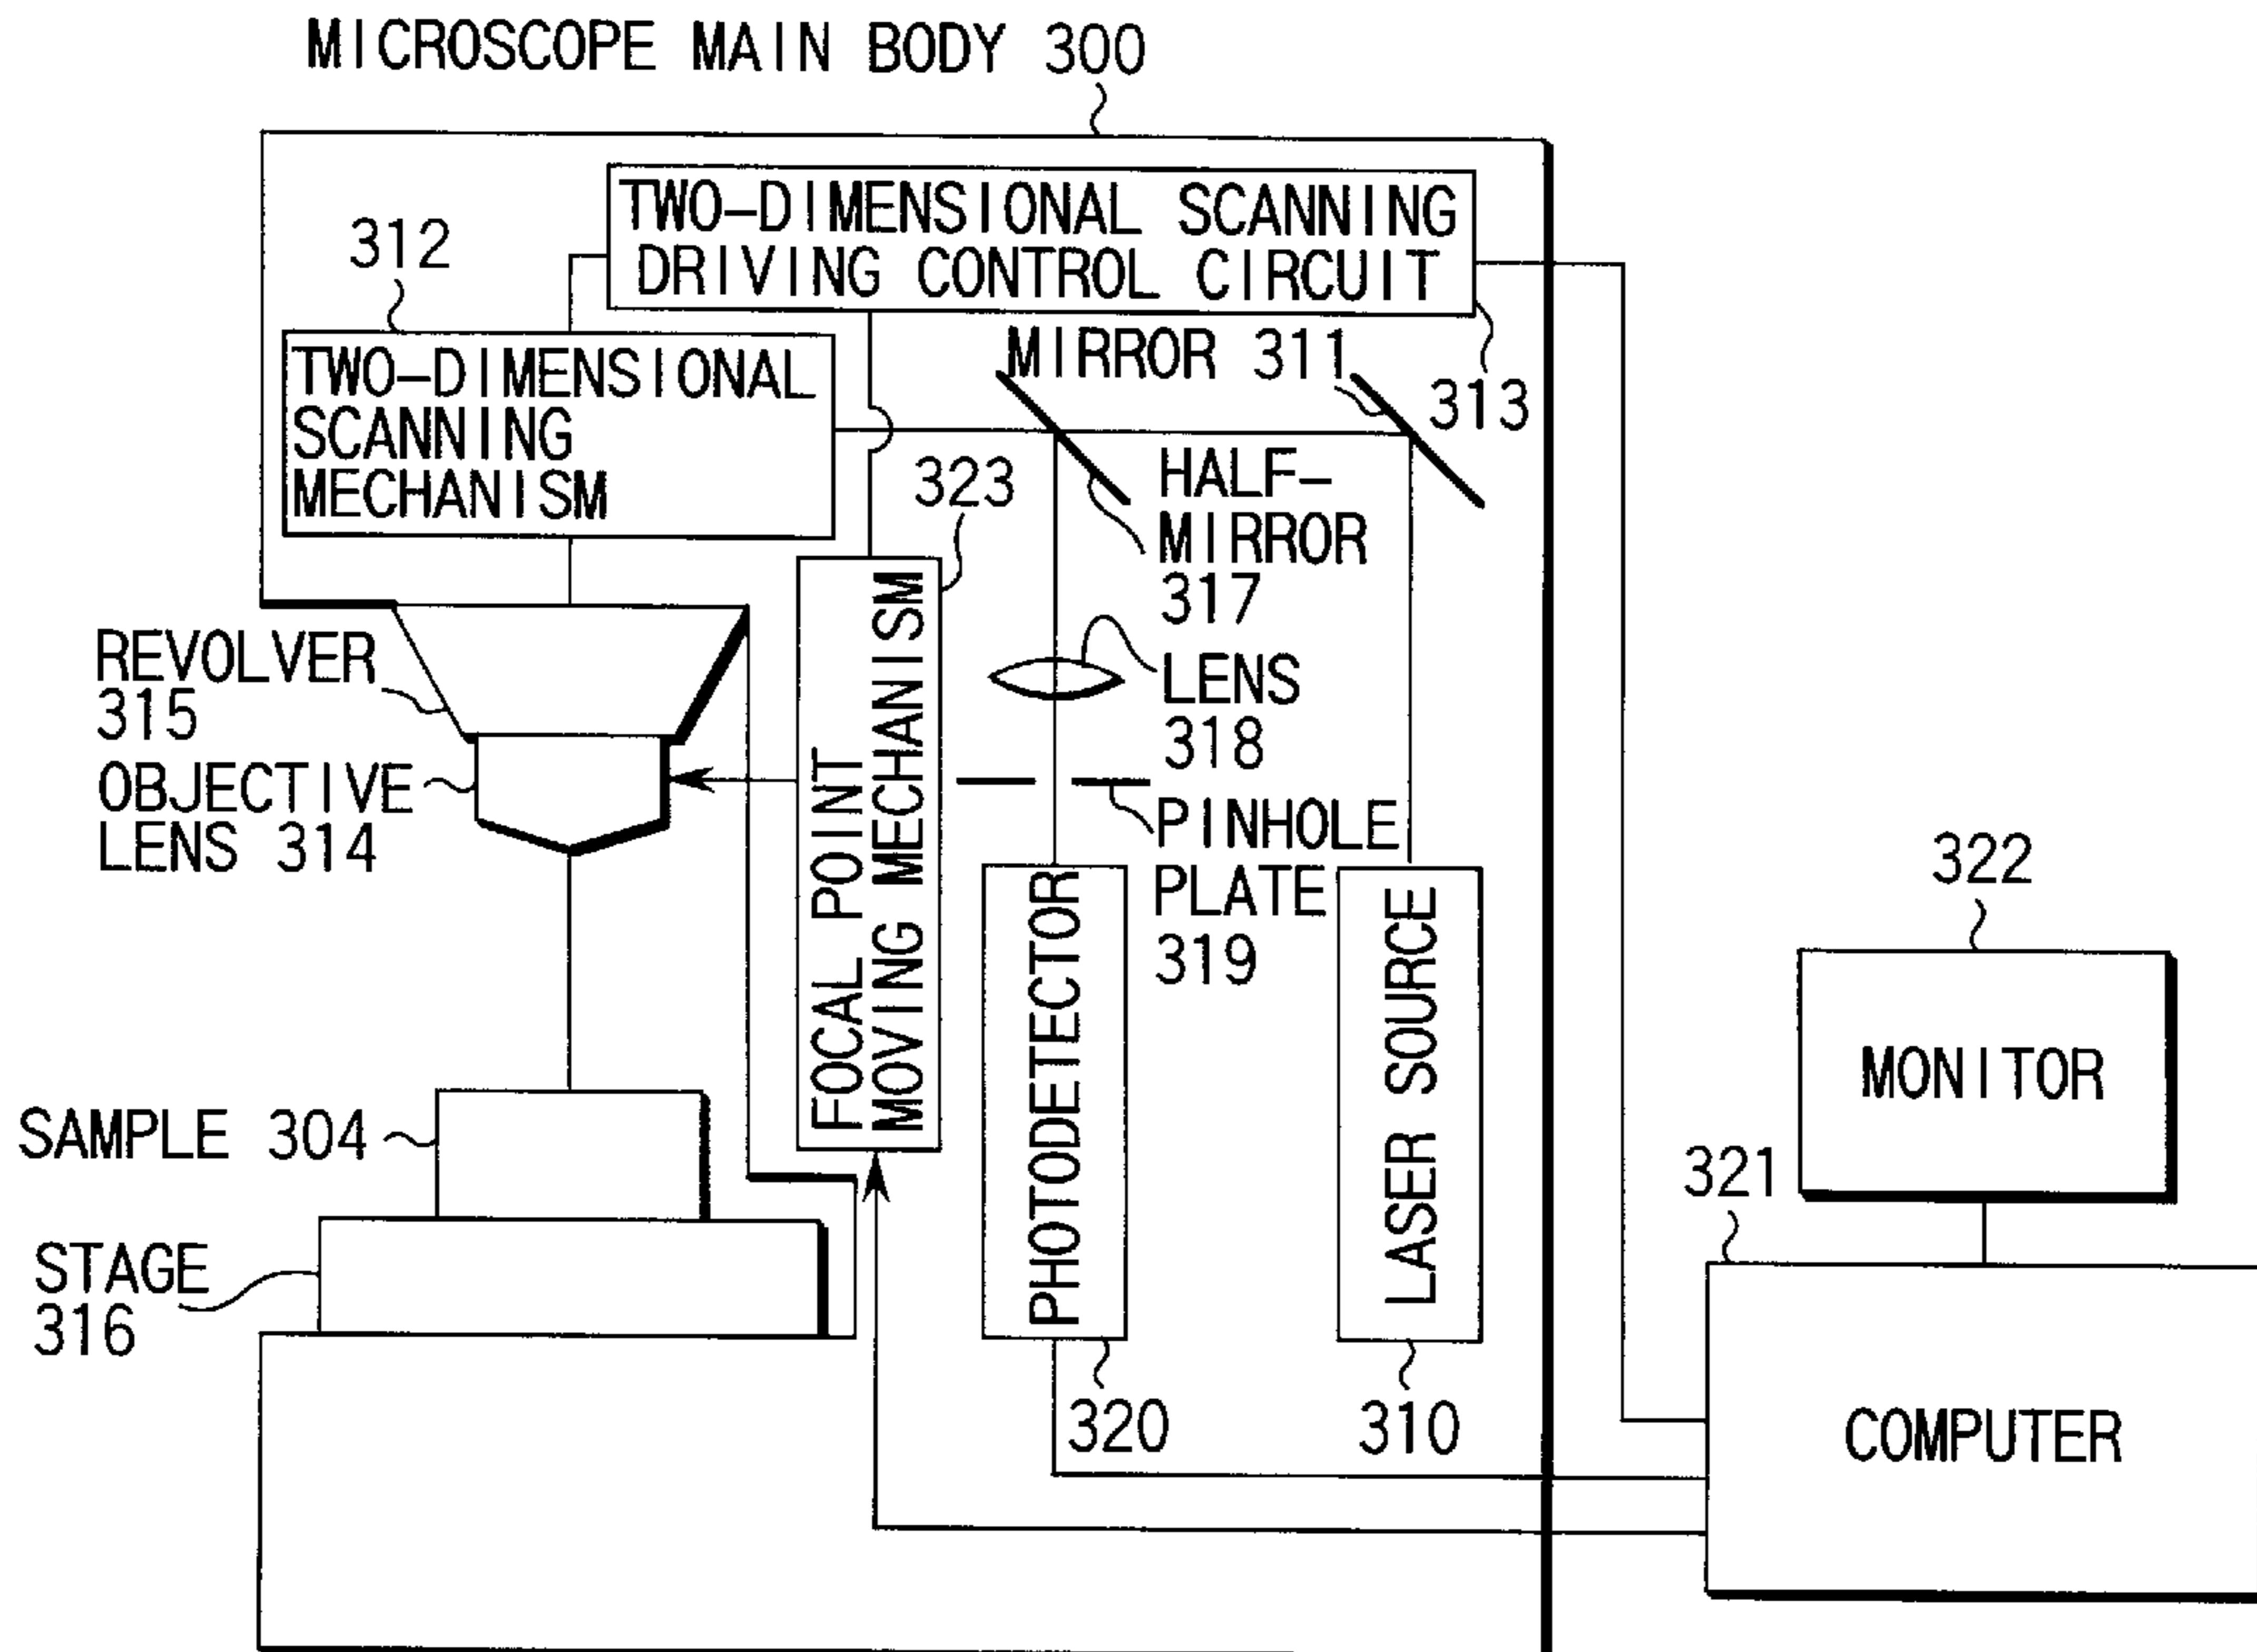 MICROSCOPE MAIN BODY 300
TWO-DIMENSIONAL SCANNING
DRIVING CONTROL CIRCUIT
312
MIRROR 311
313
TWO-DIMENSIONAL
SCANNING
MECHANISM
323
HALF-
MIRROR
317
REVOLVER
315
LENS
318
OBJECTIVE
LENS 314
FOCAL POINT
MOVING MECHANISM
PINHOLE
PLATE
319
PHOTODETECTOR
LASER SOURCE
322
MONITOR
SAMPLE 304
321
STAGE
316
320
310
COMPUTER